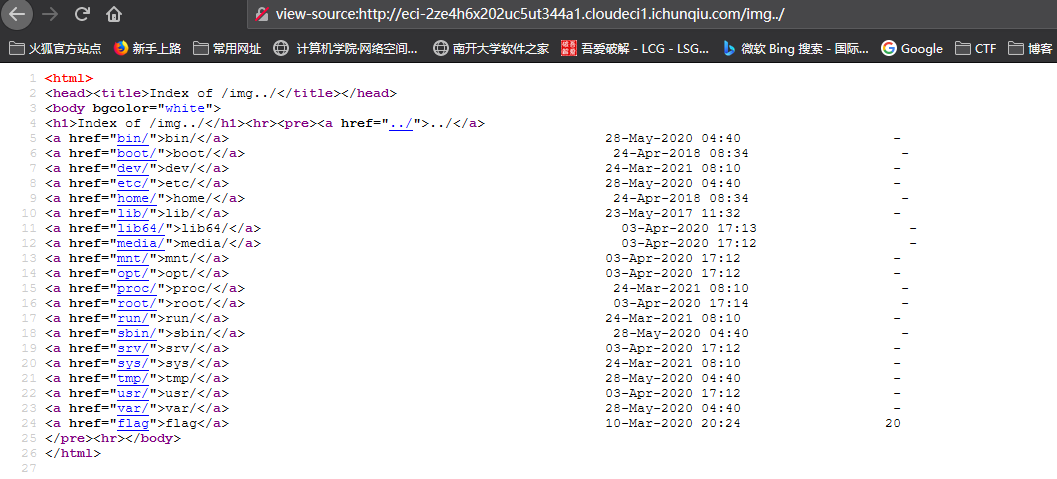 view-source:http://eci-2ze4h6x202uc5ut344a1.cloudeci1.ichunqiu.com/img../
火狐官方站点 新手上路 常用网址 计算机学院·网络空间... 南开大学软件之家 吾爱破解 - LCG - LSG... 微软 Bing 搜索 - 国际... Google CTF 博客
1 <html>
2 <head><title>Index of /img../</title></head>
3 <body bgcolor="white">
4 <h1>Index of /img../</h1><hr><pre><a href="../">../</a>
5 <a href="bin/">bin/</a> 28-May-2020 04:40 -
6 <a href="boot/">boot/</a> 24-Apr-2018 08:34 -
7 <a href="dev/">dev/</a> 24-Mar-2021 08:10 -
8 <a href="etc/">etc/</a> 28-May-2020 04:40 -
9 <a href="home/">home/</a> 24-Apr-2018 08:34 -
10 <a href="lib/">lib/</a> 23-May-2017 11:32 -
11 <a href="lib64/">lib64/</a> 03-Apr-2020 17:13 -
12 <a href="media/">media/</a> 03-Apr-2020 17:12 -
13 <a href="mnt/">mnt/</a> 03-Apr-2020 17:12 -
14 <a href="opt/">opt/</a> 03-Apr-2020 17:12 -
15 <a href="proc/">proc/</a> 24-Mar-2021 08:10 -
16 <a href="root/">root/</a> 03-Apr-2020 17:14 -
17 <a href="run/">run/</a> 24-Mar-2021 08:10 -
18 <a href="sbin/">sbin/</a> 28-May-2020 04:40 -
19 <a href="srv/">srv/</a> 03-Apr-2020 17:12 -
20 <a href="sys/">sys/</a> 24-Mar-2021 08:10 -
21 <a href="tmp/">tmp/</a> 28-May-2020 04:40 -
22 <a href="usr/">usr/</a> 03-Apr-2020 17:12 -
23 <a href="var/">var/</a> 28-May-2020 04:40 -
24 <a href="flag">flag</a> 10-Mar-2020 20:24 20
25 </pre><hr></body>
26 </html>
27